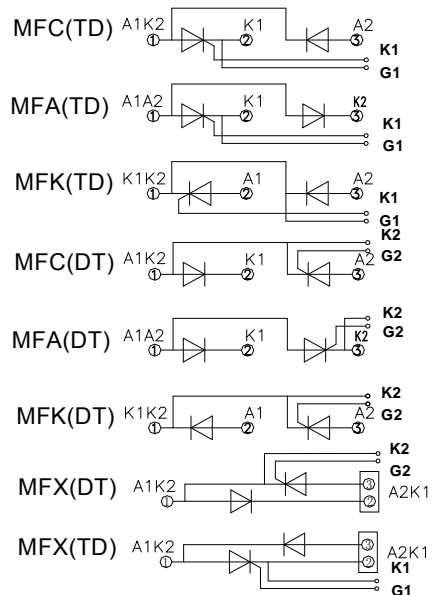 MFC(TD) A1K2 K1 A2
1 2 3
K1
G1
MFA(TD) A1A2 K1 K2
1 2 3
K1
G1
MFK(TD) K1K2 A1 A2
1 2 3
K1
G1
K2
MFC(DT) A1K2 K1 A2 G2
1 2 3
K2
MFA(DT) A1A2 K1 K2 G2
1 2 3
K2
MFK(DT) K1K2 A1 A2 G2
1 2 3
K2
G2
MFX(DT) A1K2 3 A2K1
1 2
MFX(TD) A1K2 3 A2K1
1 2 K1
G1